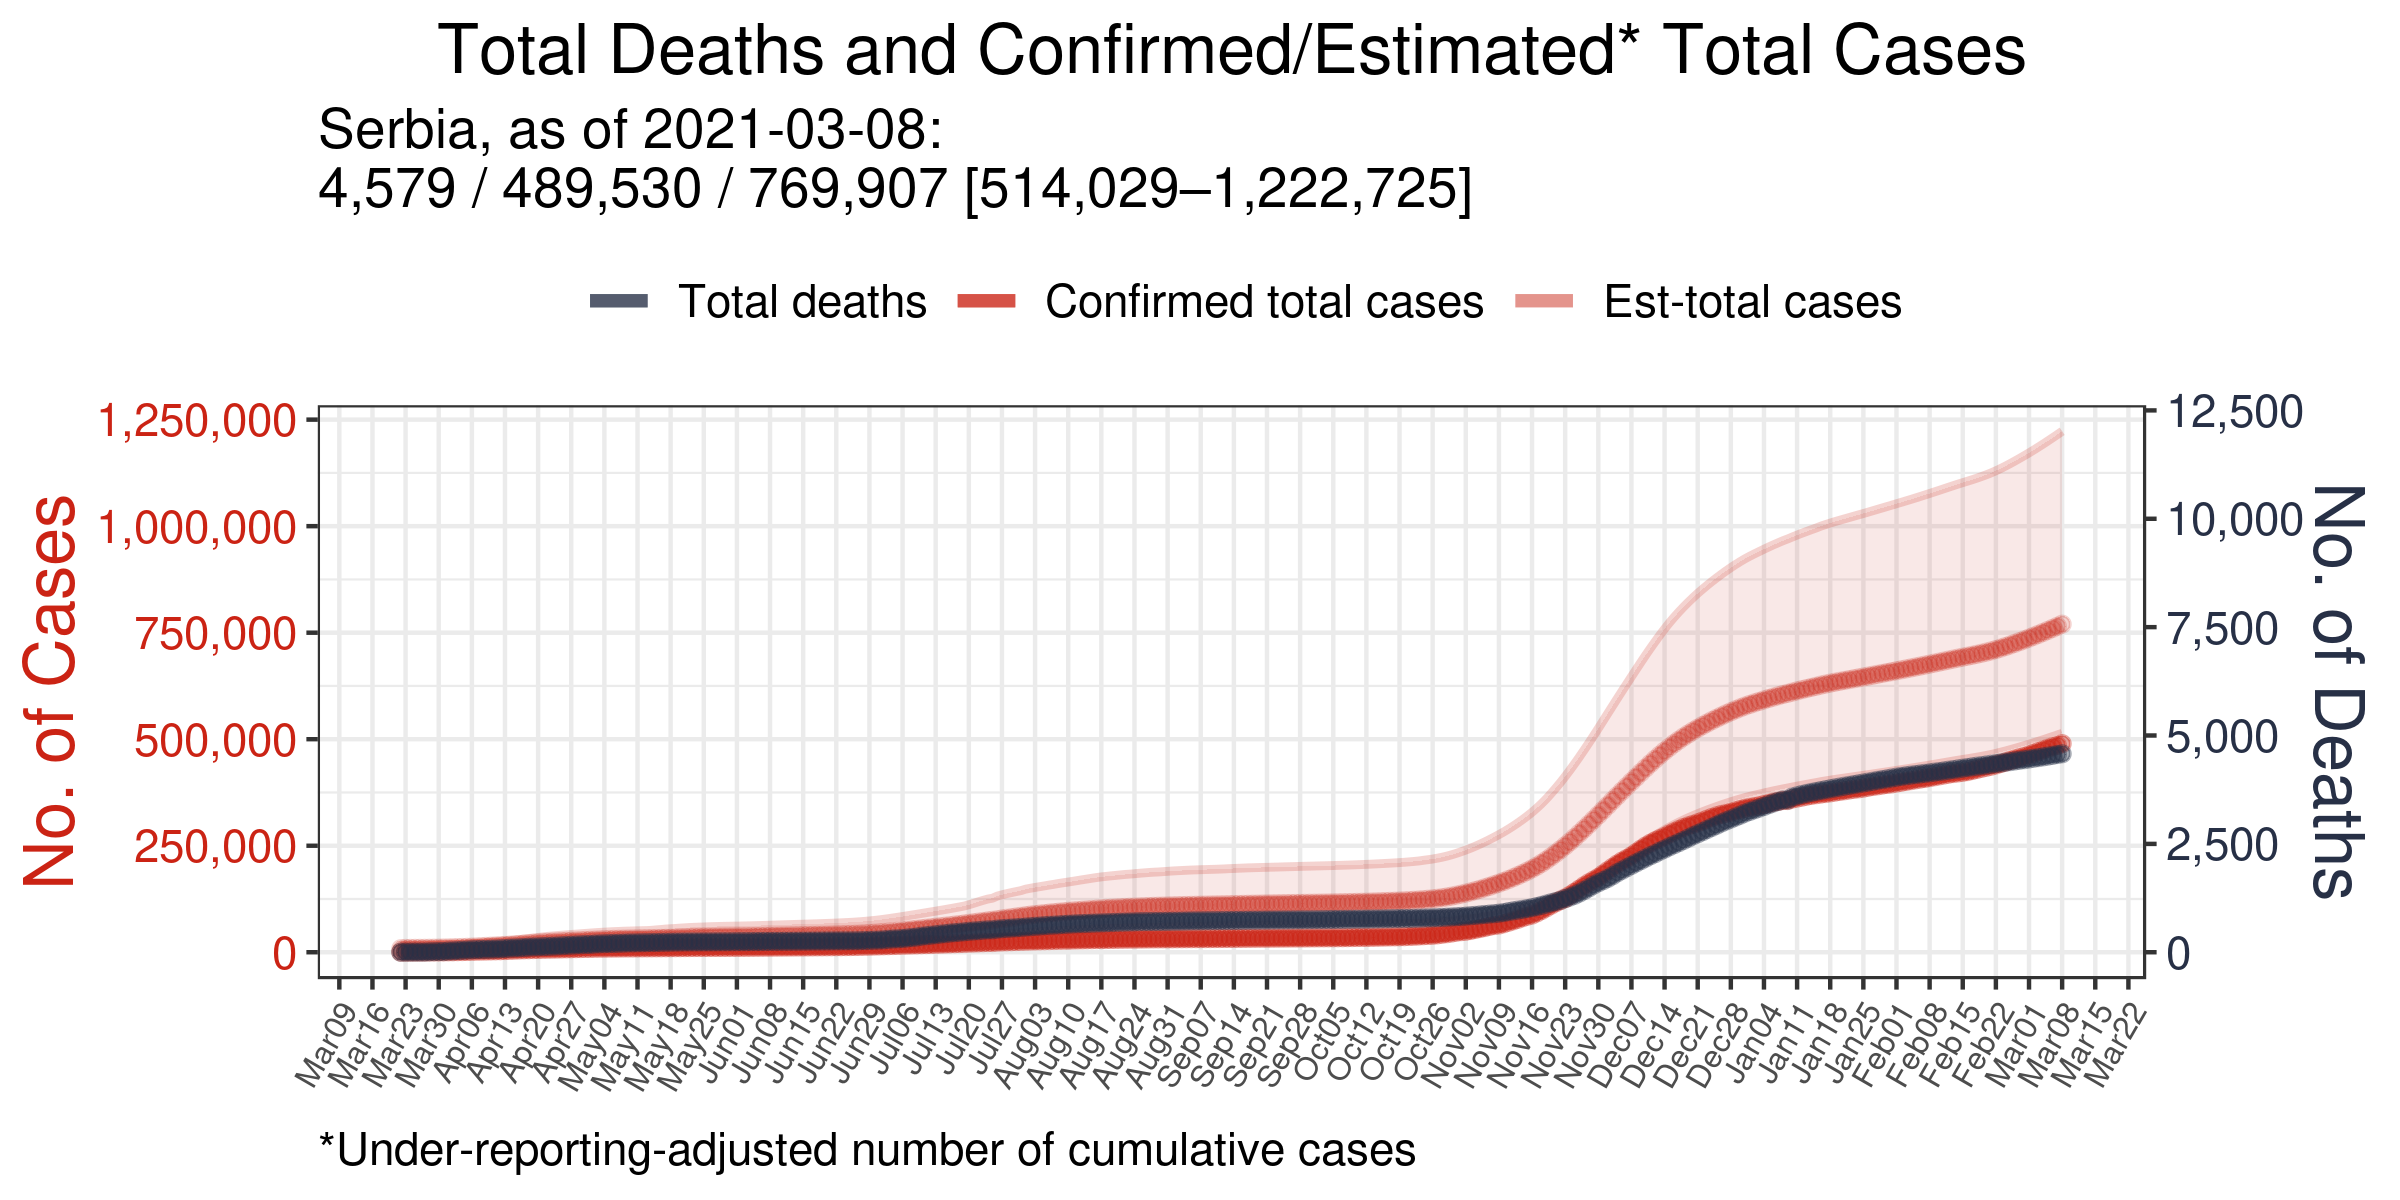 Total Deaths and Confirmed/Estimated* Total Cases
Serbia, as of 2021-03-08:
4,579 / 489,530 / 769,907 [514,029–1,222,725]
Total deaths
Confirmed total cases
Est-total cases
No. of Cases
1,250,000
1,000,000
750,000
500,000
250,000
0
12,500
10,000
7,500
5,000
2,500
0
No. of Deaths
Mar09
Mar16
Mar23
Mar30
Apr06
Apr13
Apr20
Apr27
May04
May11
May18
May25
Jun01
Jun08
Jun15
Jun22
Jun29
Jul06
Jul13
Jul20
Jul27
Aug03
Aug10
Aug17
Aug24
Aug31
Sep07
Sep14
Sep21
Sep28
Oct05
Oct12
Oct19
Oct26
Nov02
Nov09
Nov16
Nov23
Nov30
Dec07
Dec14
Dec21
Dec28
Jan04
Jan11
Jan18
Jan25
Feb01
Feb08
Feb15
Feb22
Mar01
Mar08
Mar15
Mar22
*Under-reporting-adjusted number of cumulative cases